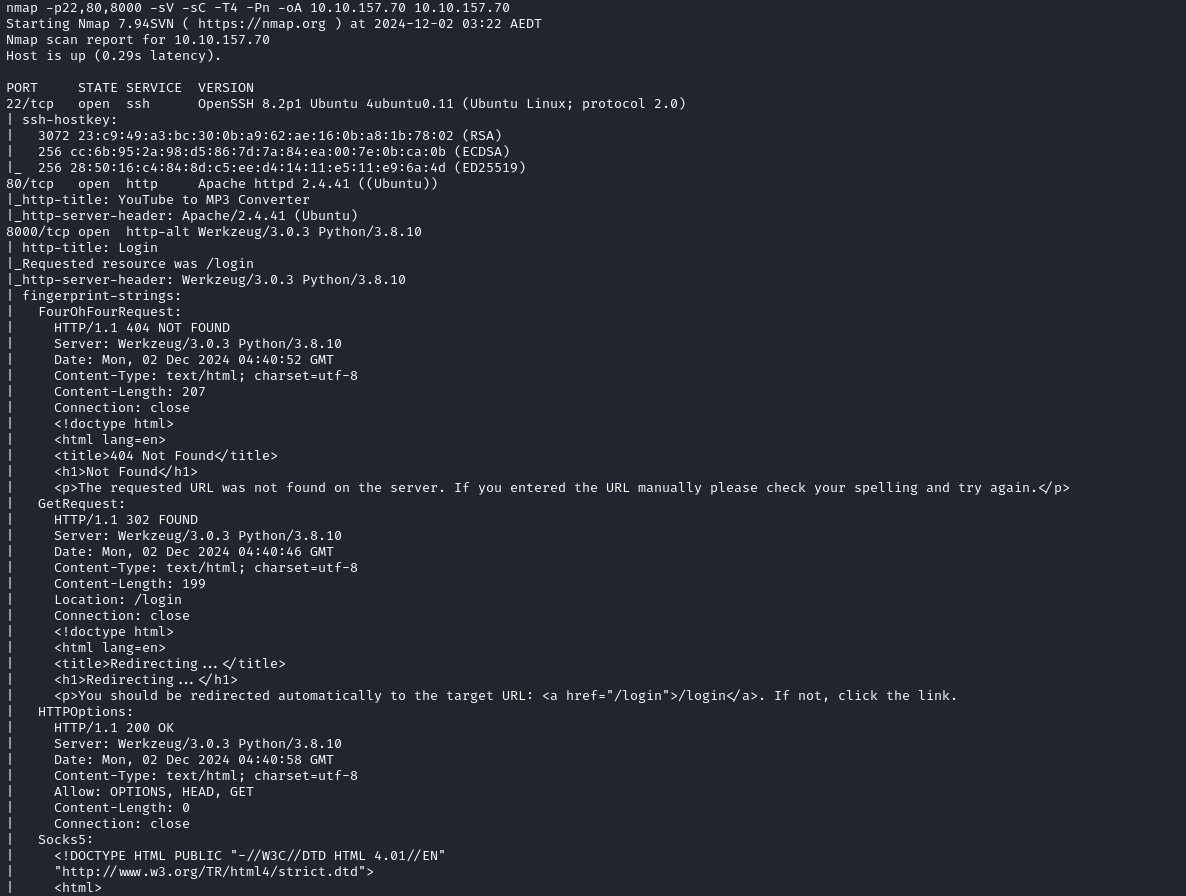 nmap -p22,80,8000 -sV -sC -T4 -Pn -oA 10.10.157.70 10.10.157.70
Starting Nmap 7.94SVN ( https://nmap.org ) at 2024-12-02 03:22 AEDT
Nmap scan report for 10.10.157.70
Host is up (0.29s latency).

PORT     STATE SERVICE  VERSION
22/tcp   open  ssh      OpenSSH 8.2p1 Ubuntu 4ubuntu0.11 (Ubuntu Linux; protocol 2.0)
| ssh-hostkey:
|   3072 23:c9:49:a3:bc:30:0b:a9:62:ae:16:0b:a8:1b:78:02 (RSA)
|   256 cc:6b:95:2a:98:d5:86:7d:7a:84:ea:00:7e:0b:ca:0b (ECDSA)
|_  256 28:50:16:c4:84:8d:c5:ee:d4:14:11:e5:11:e9:6a:4d (ED25519)
80/tcp   open  http     Apache httpd 2.4.41 ((Ubuntu))
|_http-title: YouTube to MP3 Converter
|_http-server-header: Apache/2.4.41 (Ubuntu)
8000/tcp open  http-alt Werkzeug/3.0.3 Python/3.8.10
| http-title: Login
|_Requested resource was /login
|_http-server-header: Werkzeug/3.0.3 Python/3.8.10
| fingerprint-strings:
|   FourOhFourRequest:
|     HTTP/1.1 404 NOT FOUND
|     Server: Werkzeug/3.0.3 Python/3.8.10
|     Date: Mon, 02 Dec 2024 04:40:52 GMT
|     Content-Type: text/html; charset=utf-8
|     Content-Length: 207
|     Connection: close
|     <!doctype html>
|     <html lang=en>
|     <title>404 Not Found</title>
|     <h1>Not Found</h1>
|     <p>The requested URL was not found on the server. If you entered the URL manually please check your spelling and try again.</p>
|   GetRequest:
|     HTTP/1.1 302 FOUND
|     Server: Werkzeug/3.0.3 Python/3.8.10
|     Date: Mon, 02 Dec 2024 04:40:46 GMT
|     Content-Type: text/html; charset=utf-8
|     Content-Length: 199
|     Location: /login
|     Connection: close
|     <!doctype html>
|     <html lang=en>
|     <title>Redirecting...</title>
|     <h1>Redirecting...</h1>
|     <p>You should be redirected automatically to the target URL: <a href="/login">/login</a>. If not, click the link.
|   HTTPOptions:
|     HTTP/1.1 200 OK
|     Server: Werkzeug/3.0.3 Python/3.8.10
|     Date: Mon, 02 Dec 2024 04:40:58 GMT
|     Content-Type: text/html; charset=utf-8
|     Allow: OPTIONS, HEAD, GET
|     Content-Length: 0
|     Connection: close
|   Socks5:
|     <!DOCTYPE HTML PUBLIC "-//W3C//DTD HTML 4.01//EN"
|     "http://www.w3.org/TR/html4/strict.dtd">
|     <html>